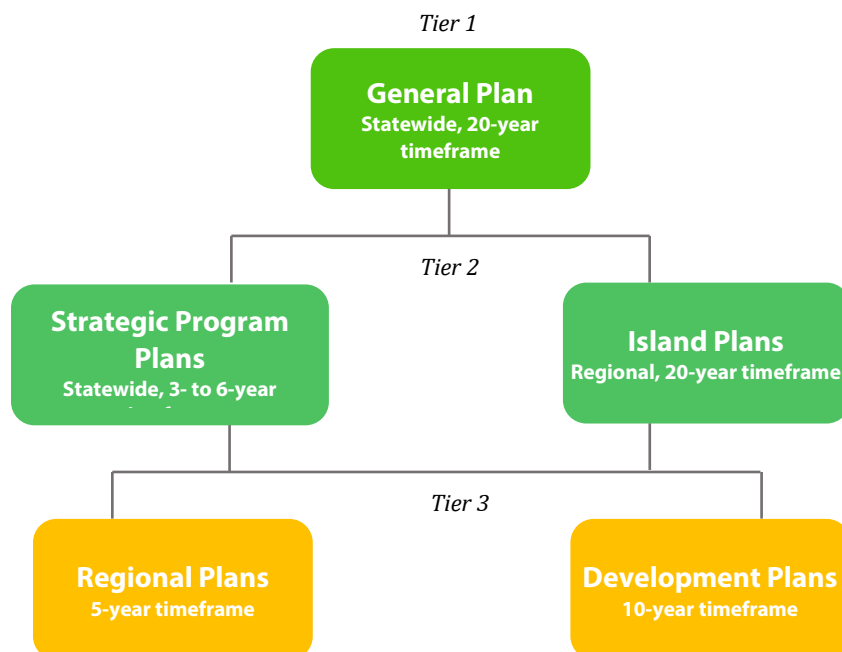 Tier 1
General Plan
Statewide, 20-year
timeframe
Tier 2
Strategic Program
Plans
Statewide, 3- to 6-year
Island Plans
Regional, 20-year timeframe
Tier 3
Regional Plans
5-year timeframe
Development Plans
10-year timeframe